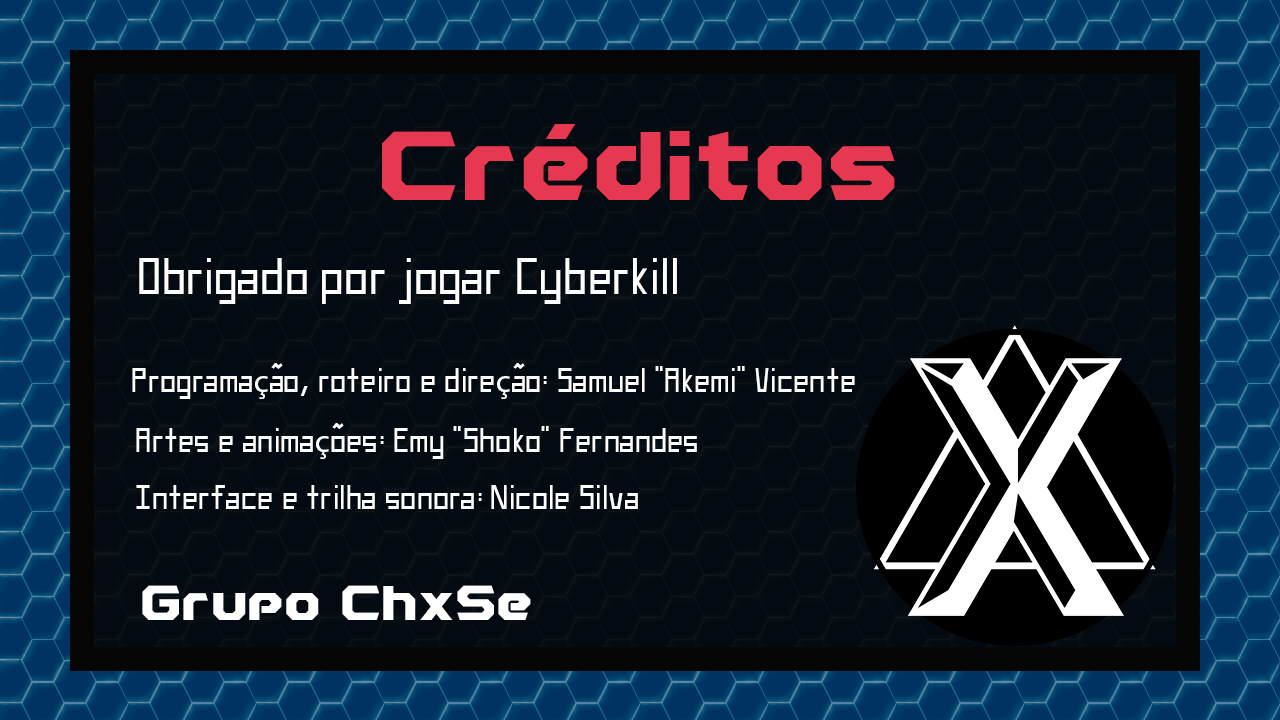 Créditos
Obrigado por jogar Cyberkill
Programação, roteiro e direção: Samuel "Akemi" Vicente
Artes e animações: Emy "Shoko" Fernandes
Interface e trilha sonora: Nicole Silva
Grupo ChxSe
X